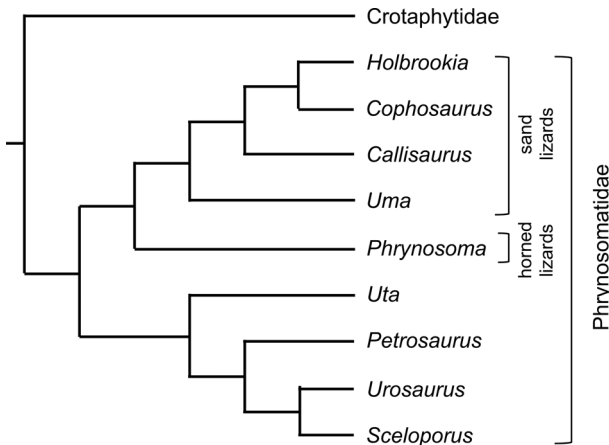 Crotaphytidae
Holbrookia
Cophosaurus
Callisaurus
Uma
Phrynosoma
Uta
Petrosaurus
Urosaurus
Sceloporus
sand
lizards
horned
lizards
Phrynosomatidae